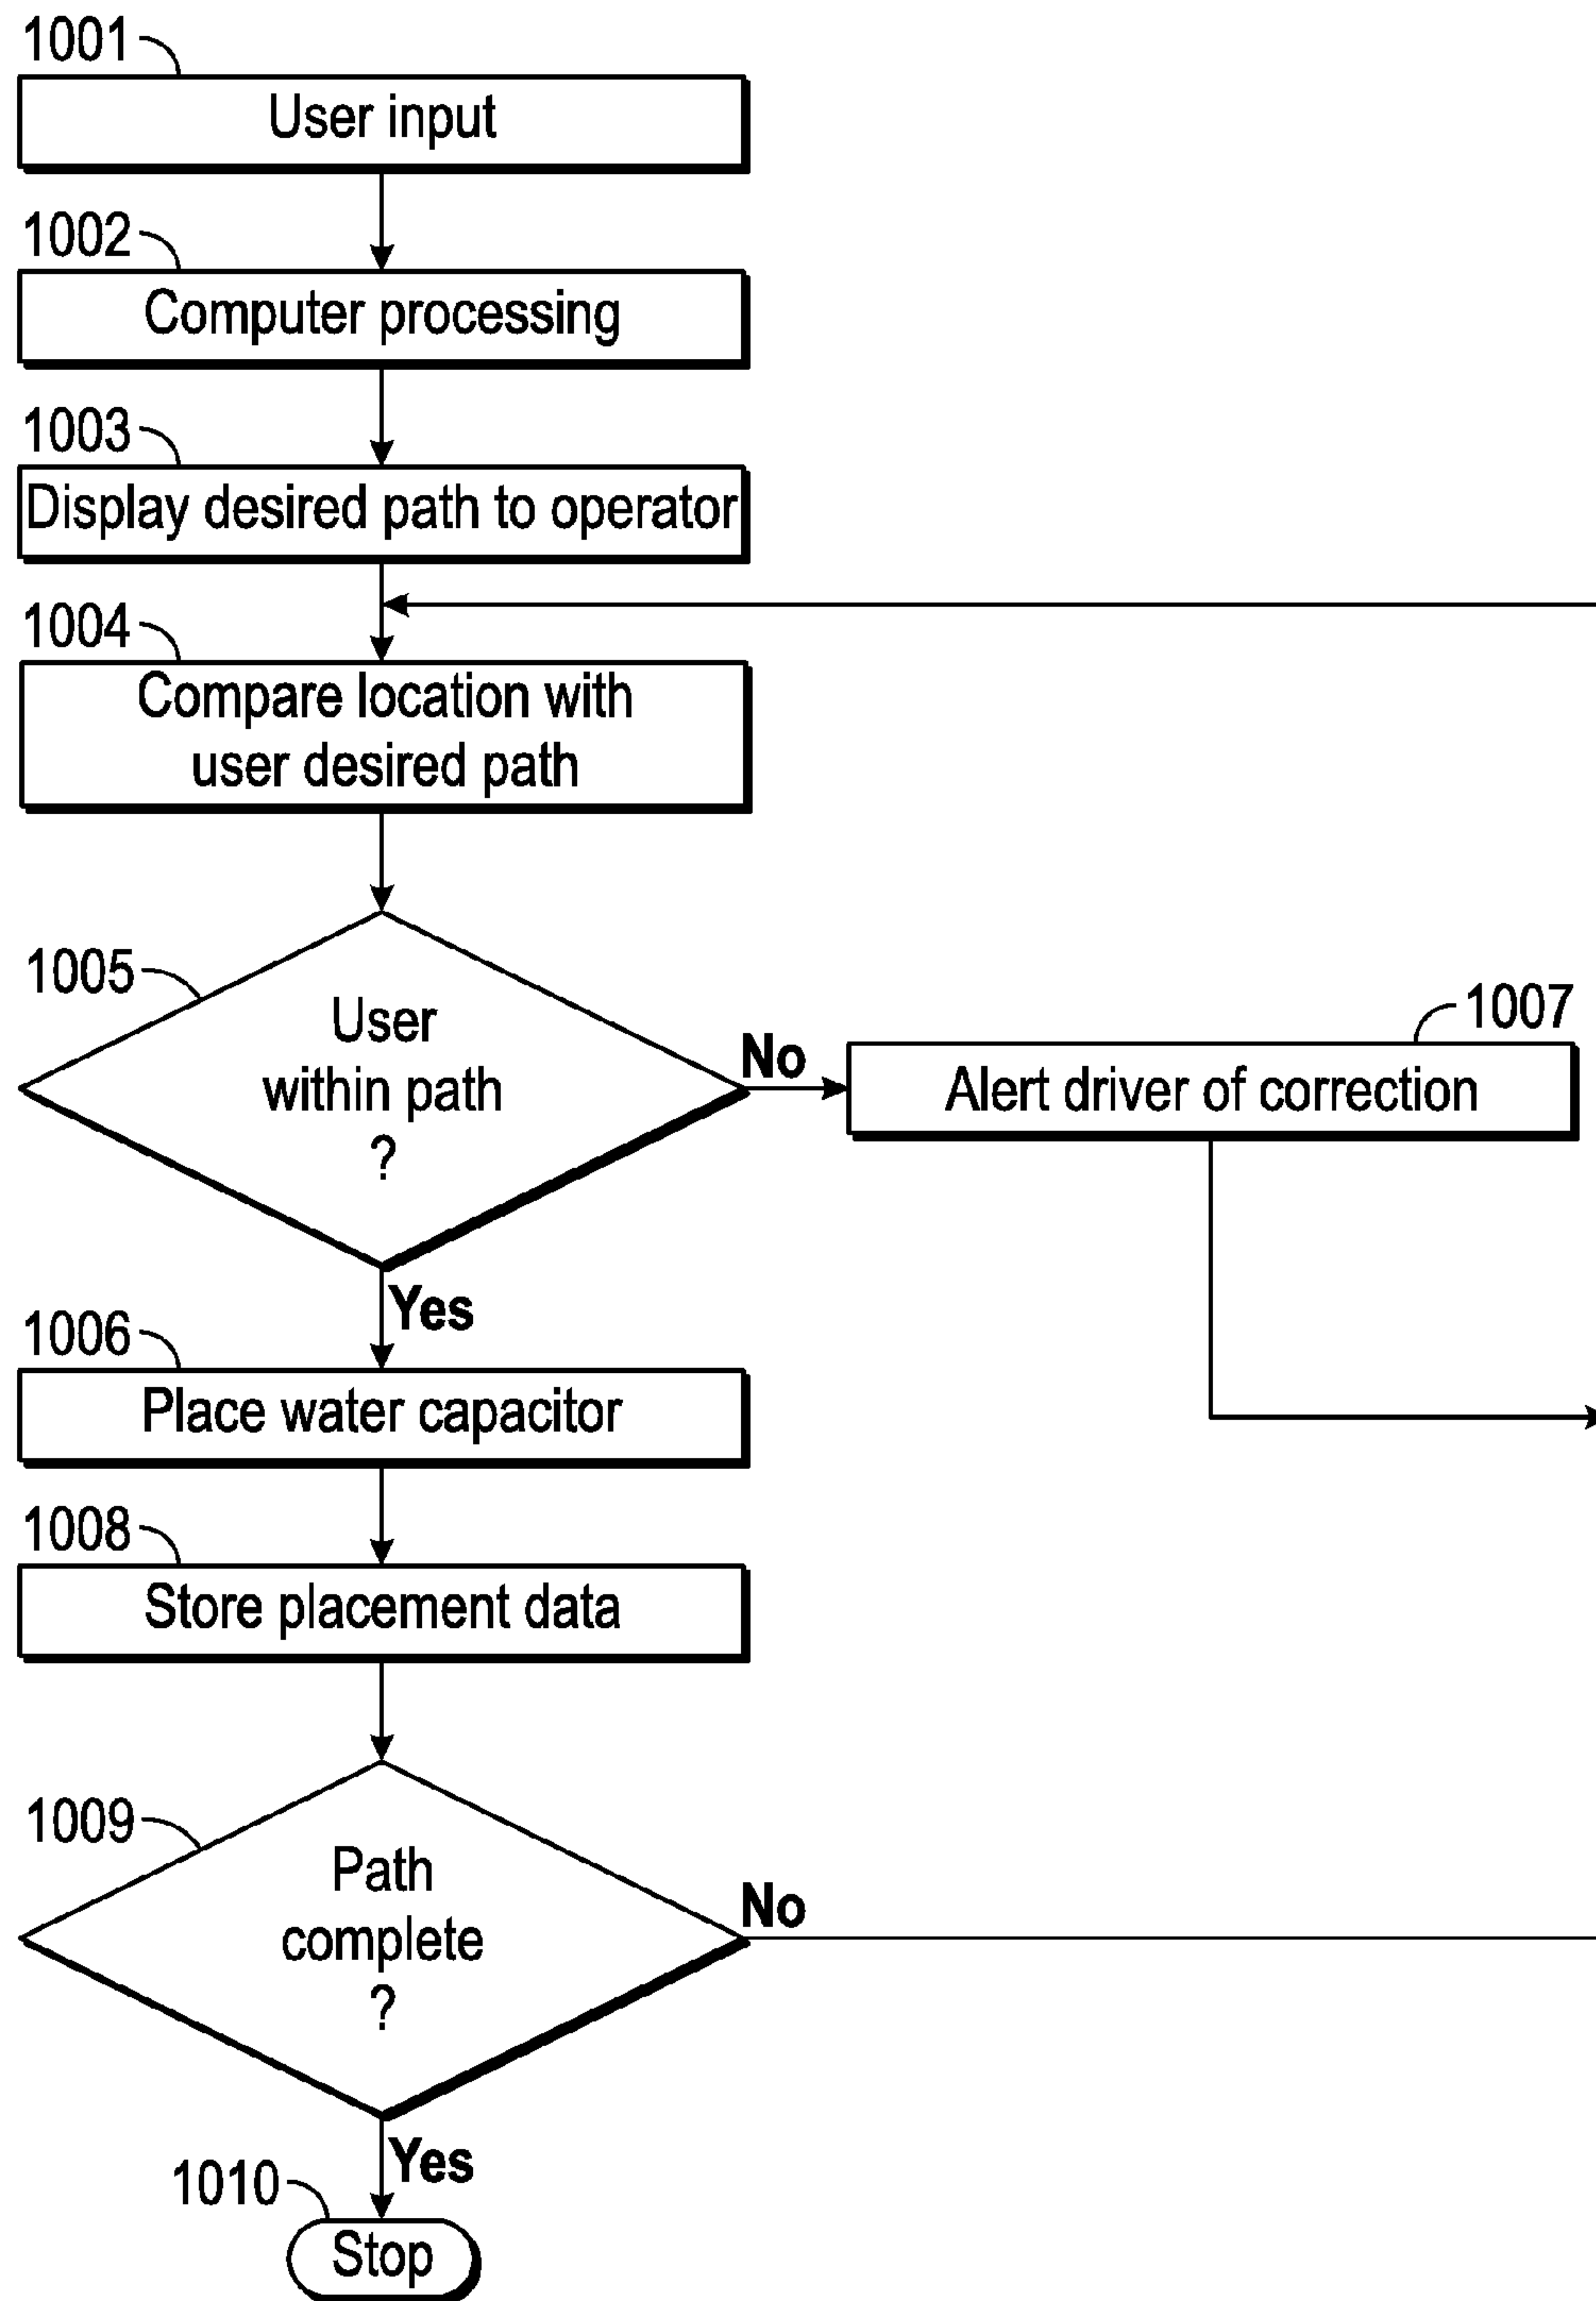 1001
User input
1002
Computer processing
1003
Display desired path to operator
1004
Compare location with
user desired path
1005
User
within path
?
No
1007
Alert driver of correction
Yes
1006
Place water capacitor
1008
Store placement data
1009
Path
complete
?
No
Yes
1010
Stop